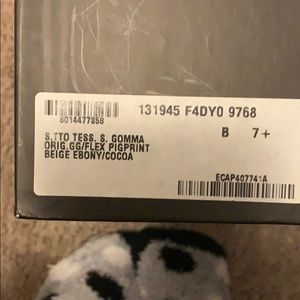 131945 F4DY0 9768
8014477358
B 7+
S.TTO TESS. S. GOMMA
ORIG.GG/FLEX PIGPRINT
BEIGE EBONY/COCOA
ECAP407741A